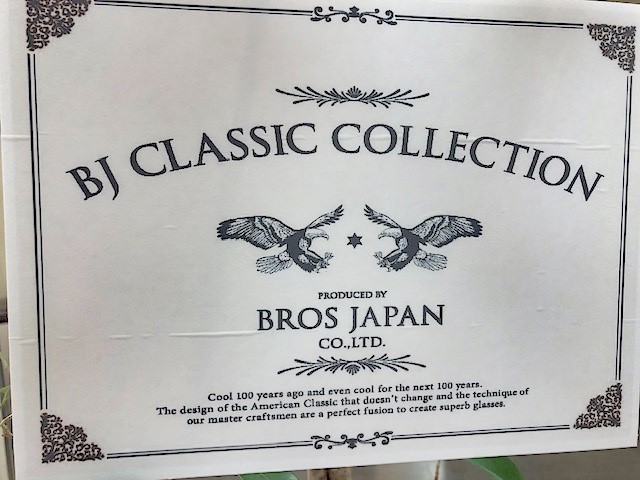 BJ CLASSIC COLLECTION
PRODUCED BY
BROS JAPAN
CO.,LTD.
Cool 100 years ago and even cool for the next 100 years.
The design of the American Classic that doesn't change and the technique of
our master craftsmen are a perfect fusion to create superb glasses.